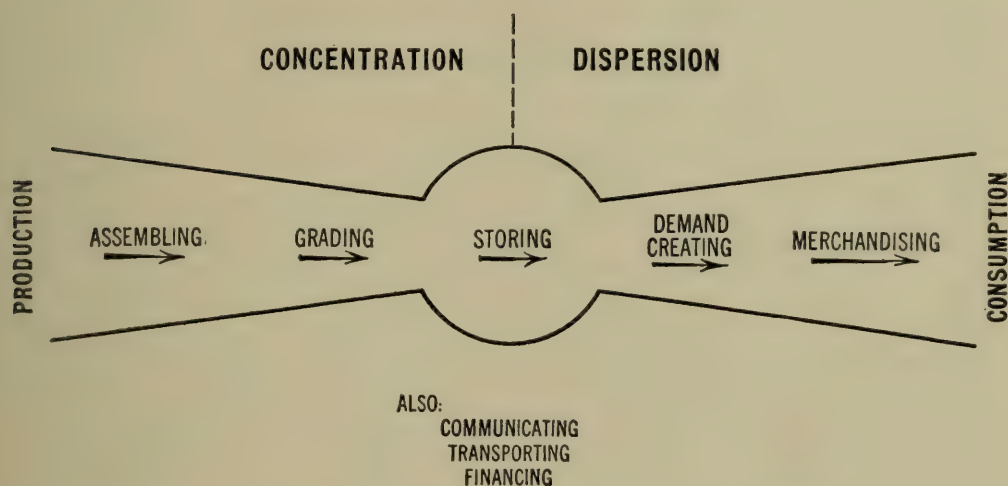 CONCENTRATION
DISPERSION
PRODUCTION
ASSEMBLING
GRADING
STORING
DEMAND
CREATING
MERCHANDISING
CONSUMPTION
ALSO:
COMMUNICATING
TRANSPORTING
FINANCING